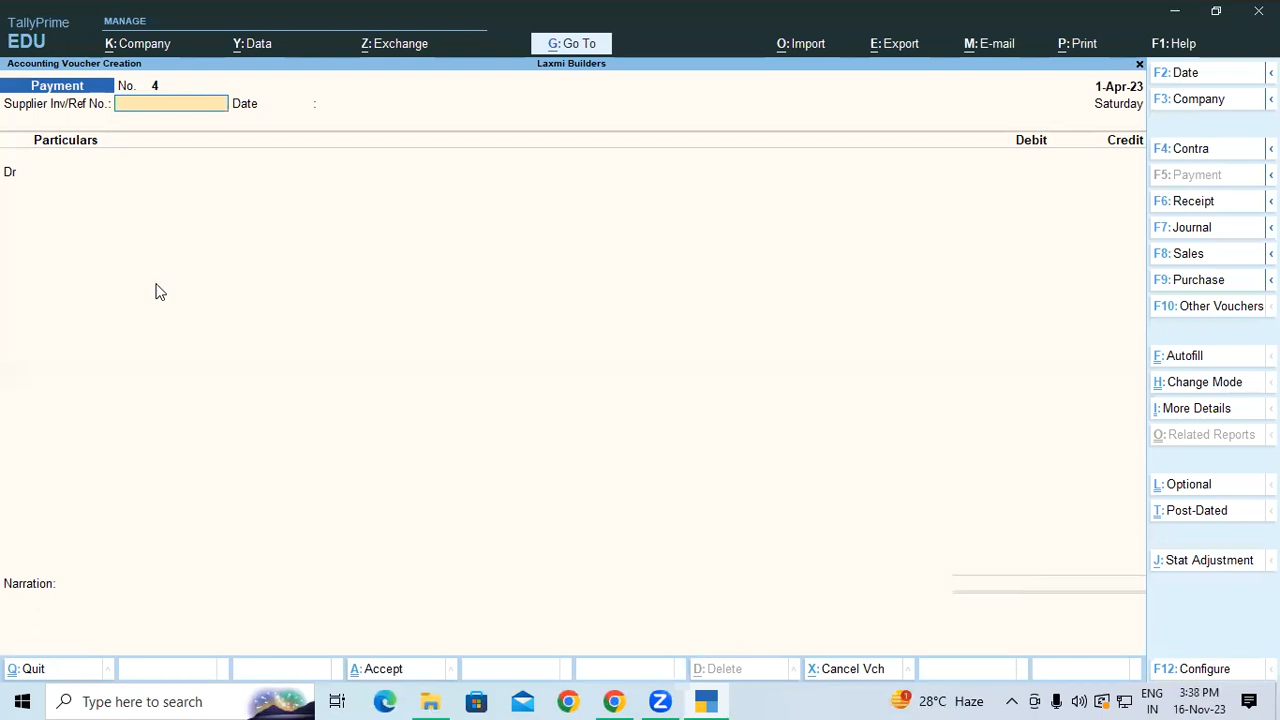 TallyPrime
EDU
MANAGE
K: Company
Y: Data
Z: Exchange
G: Go To
O: Import
E: Export
M: Email
P: Print
F1: Help
Accounting Voucher Creation
Laxmi Builders
Payment
No. 4
1-Apr-23
Supplier Inv/Ref No.:
Date :
Saturday
Particulars
Debit
Credit
Dr
Narration:
F2: Date
F3: Company
F4: Contra
F5: Payment
F6: Receipt
F7: Journal
F8: Sales
F9: Purchase
F10: Other Vouchers
F: Autofill
H: Change Mode
I: More Details
O: Related Reports
L: Optional
T: Post-Dated
J: Stat Adjustment
Q: Quit
A: Accept
D: Delete
X: Cancel Vch
F12: Configure
Type here to search
1
28°C Haze
ENG
IN
3:38 PM
16-Nov-23